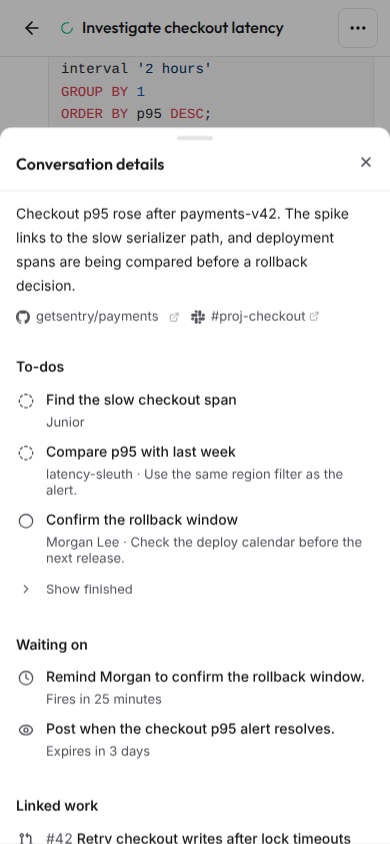 Investigate checkout latency
interval '2 hours'
GROUP BY 1
ORDER BY p95 DESC;
Conversation details
Checkout p95 rose after payments-v42. The spike
links to the slow serializer path, and deployment
spans are being compared before a rollback
decision.
getsentry/payments #proj-checkout
To-dos
Find the slow checkout span
Junior
Compare p95 with last week
latency-sleuth · Use the same region filter as the
alert.
Confirm the rollback window
Morgan Lee · Check the deploy calendar before the
next release.
Show finished
Waiting on
Remind Morgan to confirm the rollback window.
Fires in 25 minutes
Post when the checkout p95 alert resolves.
Expires in 3 days
Linked work
#42 Retry checkout writes after lock timeouts